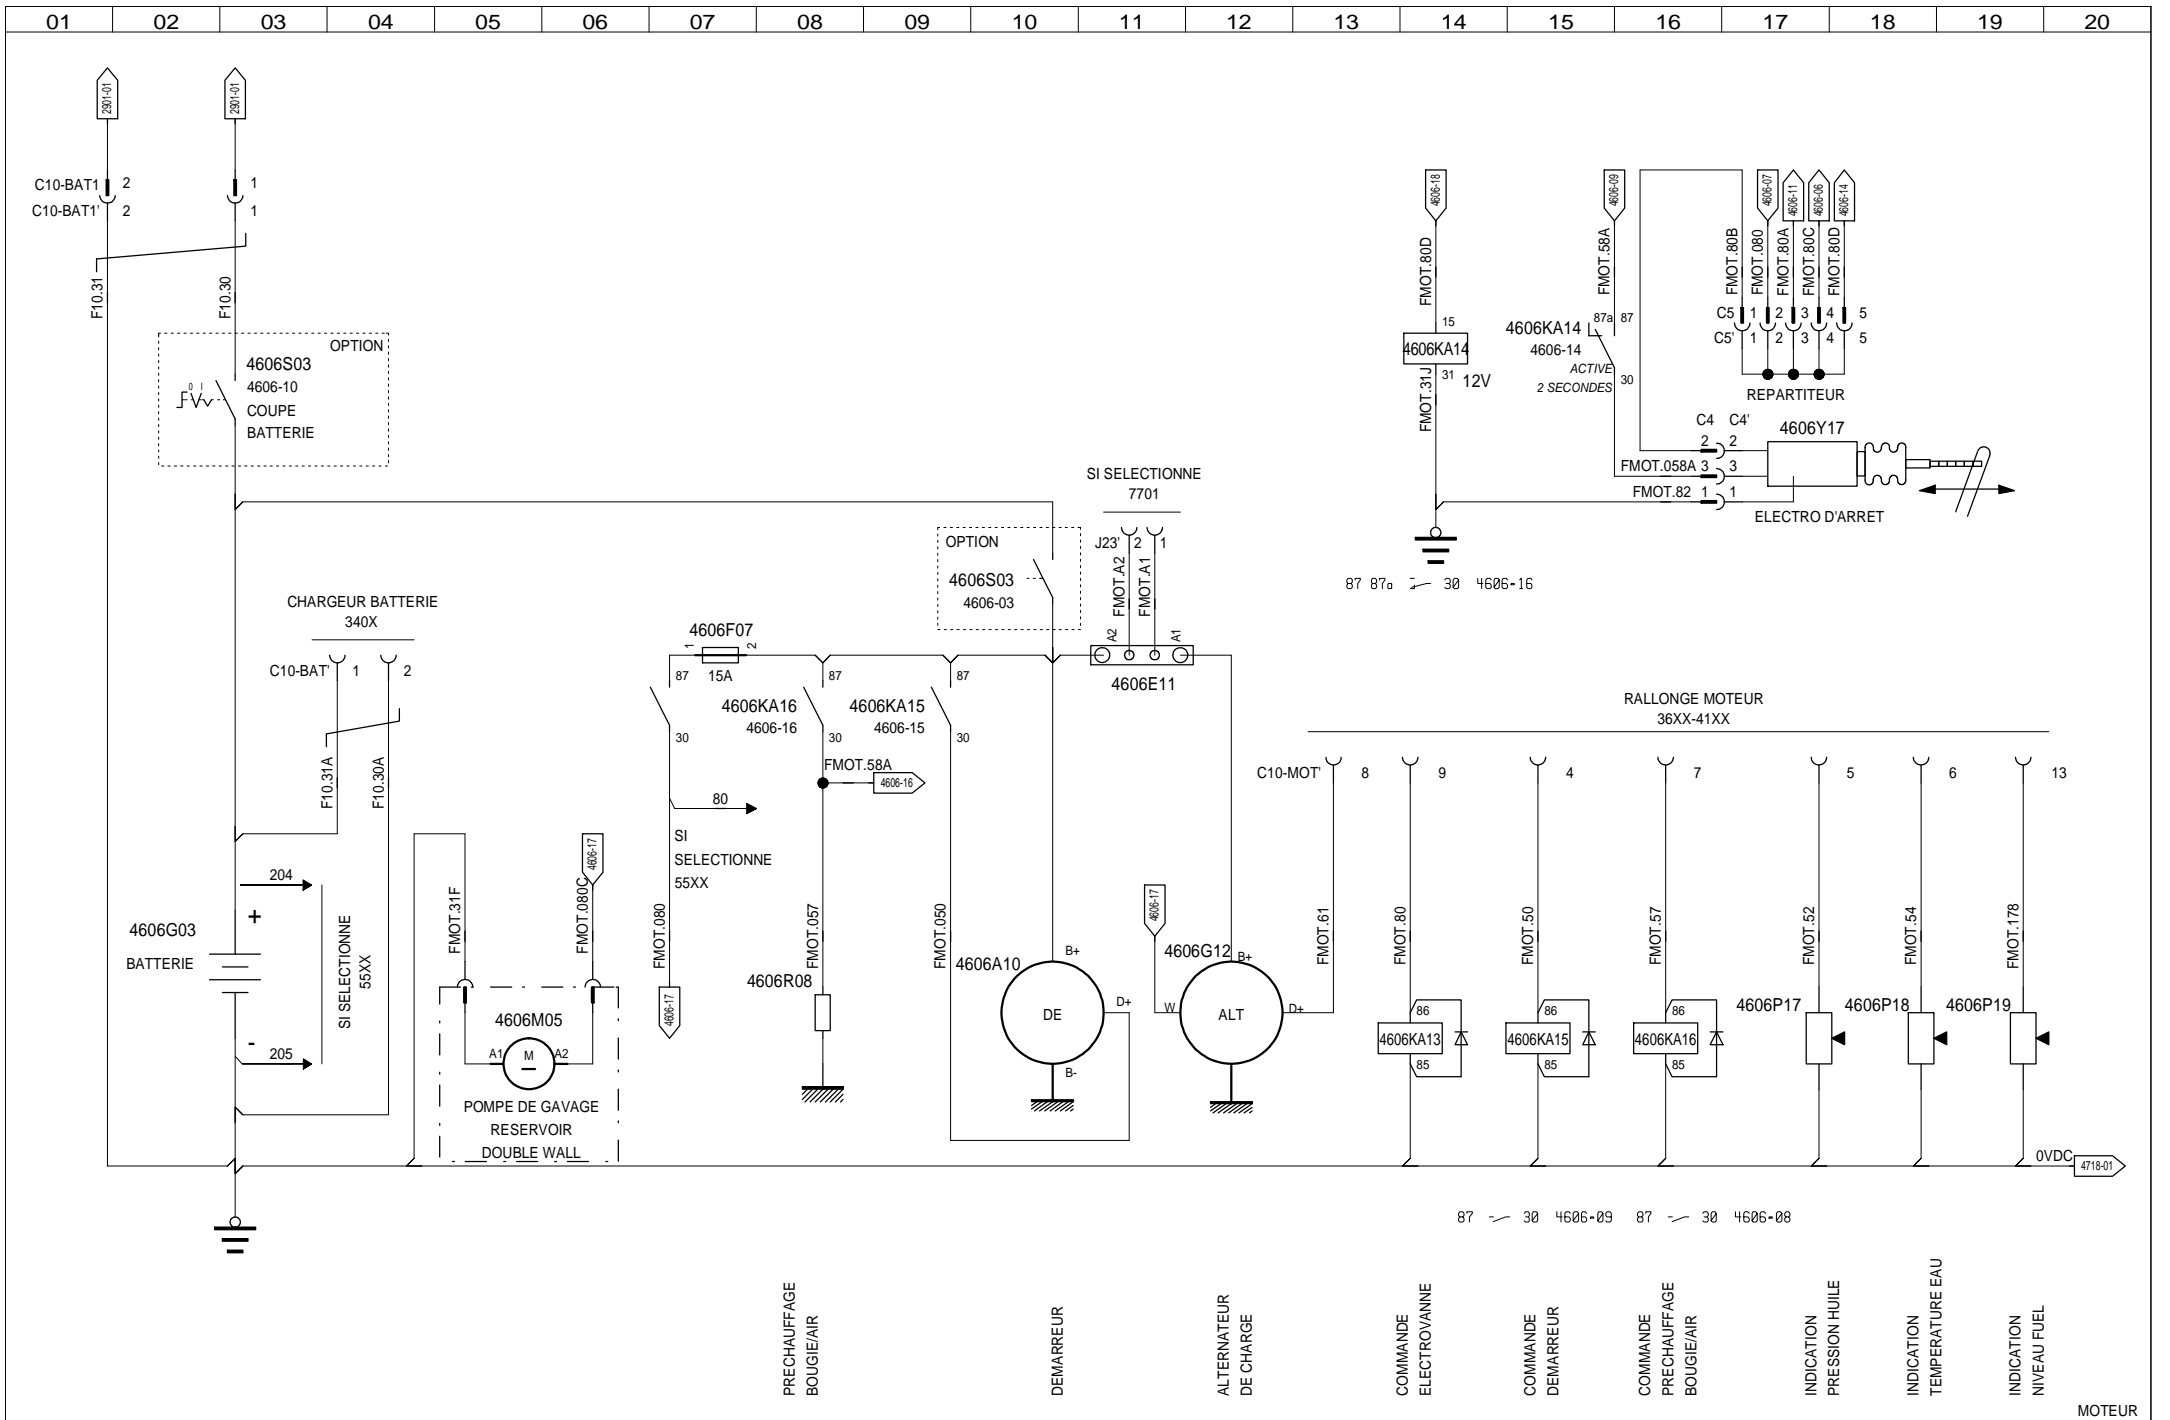 01 02 03 04 05 06 07 08 09 10 11 12 13 14 15 16 17 18 19 20
2901-01
2901-01
C10-BAT1 2
1
C10-BAT1' 2
1
F10.31
F10.30
OPTION
4606S03
4606-10
COUPE
BATTERIE
0 I
CHARGEUR BATTERIE
340X
C10-BAT' 1 2
F10.31A
F10.30A
204
+
4606G03
BATTERIE
-
205
SI SELECTIONNE
55XX
FMOT.31F
FMOT.080C
4606-17
4606M05
A1 M A2
POMPE DE GAVAGE
RESERVOIR
DOUBLE WALL
4606F07
1 2
15A
87
30
80
SI
SELECTIONNE
55XX
FMOT.080
4606-17
4606KA16
4606-16
87
30
FMOT.58A
4606-16
FMOT.057
4606R08
4606KA15
4606-15
87
30
FMOT.050
OPTION
4606S03
4606-03
4606A10
B+
D+
DE
B-
SI SELECTIONNE
7701
J23' 2 1
FMOT.A2
FMOT.A1
A2 A1
4606E11
4606-17
4606G12
B+
W
ALT
D+
4606-18
FMOT.80D
15
4606KA14
31 12V
FMOT.31J
87 87a 30 4606-16
4606-09
FMOT.58A
87a 87
4606KA14
4606-14
ACTIVE
2 SECONDES
30
4606-07
4606-11
4606-06
4606-14
FMOT.80B
FMOT.080
FMOT.80A
FMOT.80C
FMOT.80D
C5 1 2 3 4 5
C5' 1 2 3 4 5
REPARTITEUR
C4 C4'
4606Y17
2 2
FMOT.058A 3 3
FMOT.82 1 1
ELECTRO D'ARRET
RALLONGE MOTEUR
36XX-41XX
C10-MOT' 8 9 4 7 5 6 13
FMOT.61
FMOT.80
FMOT.50
FMOT.57
FMOT.52
FMOT.54
FMOT.178
86
4606KA13
85
86
4606KA15
85
86
4606KA16
85
4606P17
4606P18
4606P19
0VDC
4718-01
87 30 4606-09 87 30 4606-08
PRECHAUFFAGE
BOUGIE/AIR
DEMARREUR
ALTERNATEUR
DE CHARGE
COMMANDE
ELECTROVANNE
COMMANDE
DEMARREUR
COMMANDE
PRECHAUFFAGE
BOUGIE/AIR
INDICATION
PRESSION HUILE
INDICATION
TEMPERATURE EAU
INDICATION
NIVEAU FUEL
MOTEUR